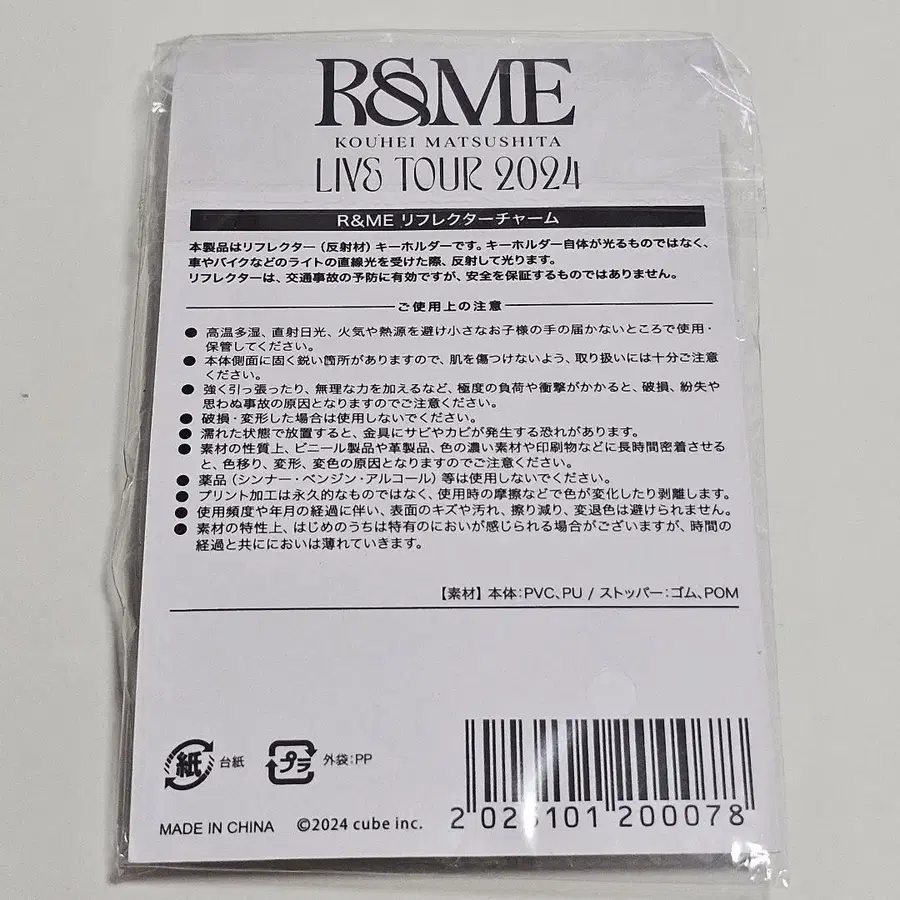 R&ME
KOUHEI MATSUSHITA
LIVE TOUR 2024
R&ME リフレクターチャーム
本製品はリフレクター（反射材）キーホルダーです。キーホルダー自体が光るものではなく、
車やバイクなどのライトの直線光を受けた際、反射して光ります。
リフレクターは、交通事故の予防に有効ですが、安全を保証するものではありません。
ご使用上の注意
● 高温多湿、直射日光、火気や熱源を避け小さなお子様の手の届かないところで使用・
保管してください。
● 本体側面に固く鋭い箇所がありますので、肌を傷つけないよう、取り扱いには十分ご注意
ください。
● 強く引っ張ったり、無理な力を加えるなど、極度の負荷や衝撃がかかると、破損、紛失や
思わぬ事故の原因となりますのでご注意ください。
● 破損・変形した場合は使用しないでください。
● 濡れた状態で放置すると、金具にサビやカビが発生する恐れがあります。
● 素材の性質上、ビニール製品や革製品、色の濃い素材や印刷物などに長時間密着させる
と、色移り、変形、変色の原因となりますのでご注意ください。
● 薬品（シンナー・ベンジン・アルコール）等は使用しないでください。
● プリント加工は永久的なものではなく、使用時の摩擦などで色が変化したり剥離します。
● 使用頻度や年月の経過に伴い、表面のキズや汚れ、擦り減り、変退色は避けられません。
● 素材の特性上、はじめのうちは特有のにおいが感じられる場合がございますが、時間の
経過と共ににおいは薄れていきます。
【素材】本体：PVC、PU / ストッパー：ゴム、POM
紙 台紙
プラ 外袋：PP
MADE IN CHINA ©2024 cube inc.
2 026101 200078